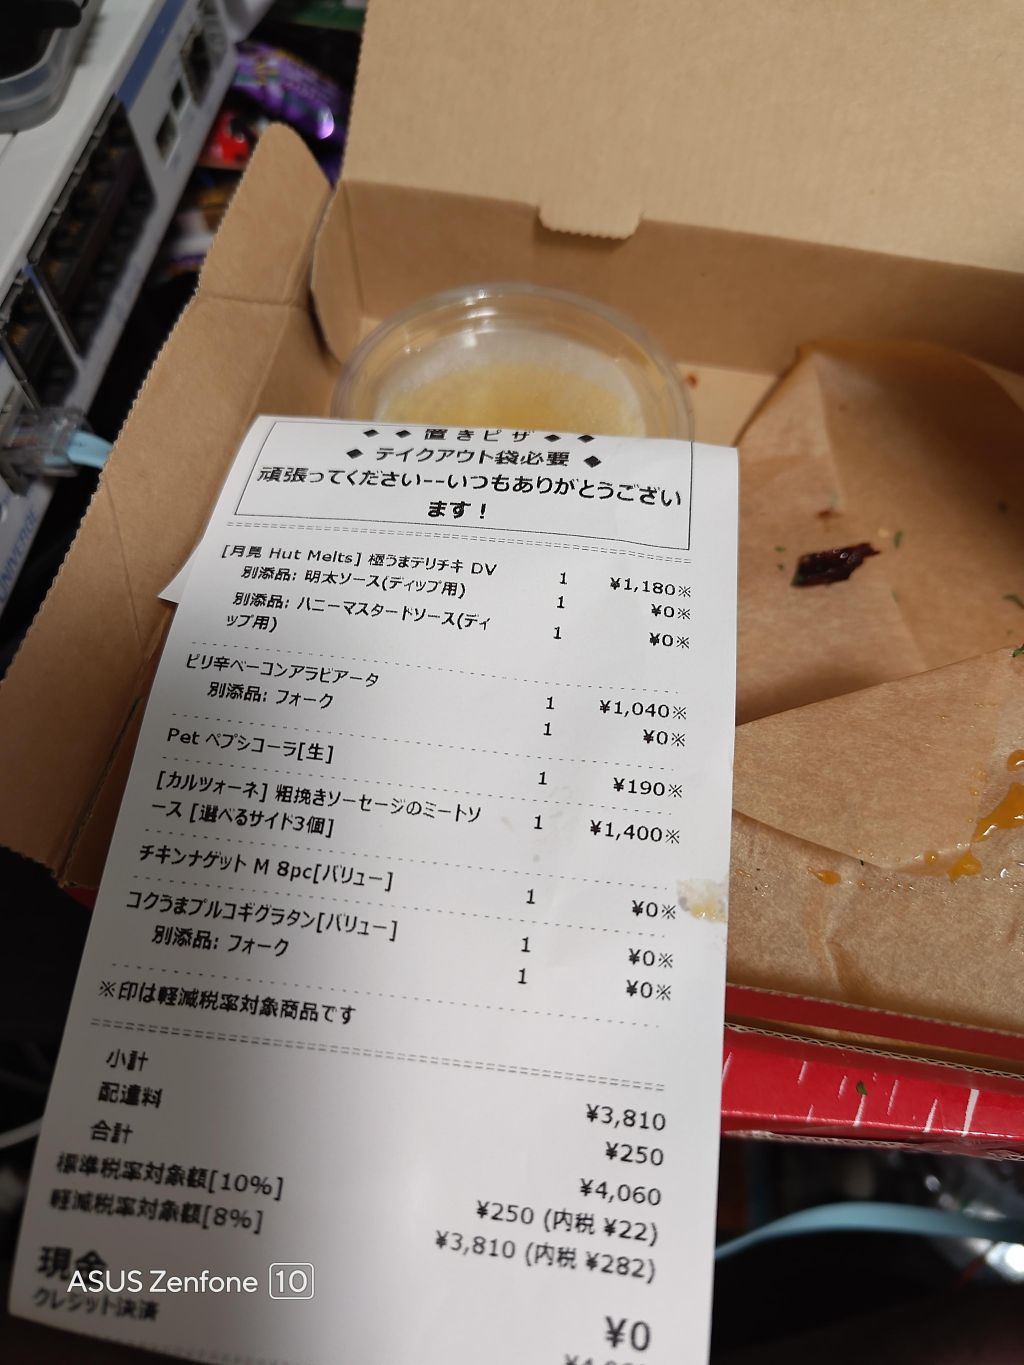 ◆ ◆ 置きピザ ◆ ◆
◆ テイクアウト袋必要 ◆
頑張ってください--いつもありがとうござい
ます！
[月見 Hut Melts] 極うまテリチキ DV 1 ¥1,180※
別添品: 明太ソース(ディップ用) 1 ¥0※
別添品: ハニーマスタードソース(ディ
ップ用) 1 ¥0※
ピリ辛ベーコンアラビアータ 1 ¥1,040※
別添品: フォーク 1 ¥0※
Pet ペプシコーラ[生] 1 ¥190※
[カルツォーネ] 粗挽きソーセージのミートソ
ース [選べるサイド3個] 1 ¥1,400※
チキンナゲット M 8pc[バリュー] 1 ¥0※
コクうまプルコギグラタン[バリュー] 1 ¥0※
別添品: フォーク 1 ¥0※
※印は軽減税率対象商品です
小計 ¥3,810
配達料 ¥250
合計 ¥4,060
標準税率対象額[10%] ¥250 (内税 ¥22)
軽減税率対象額[8%] ¥3,810 (内税 ¥282)
現金 ¥0
クレジット決済
ASUS Zenfone 10
UNIVERGE